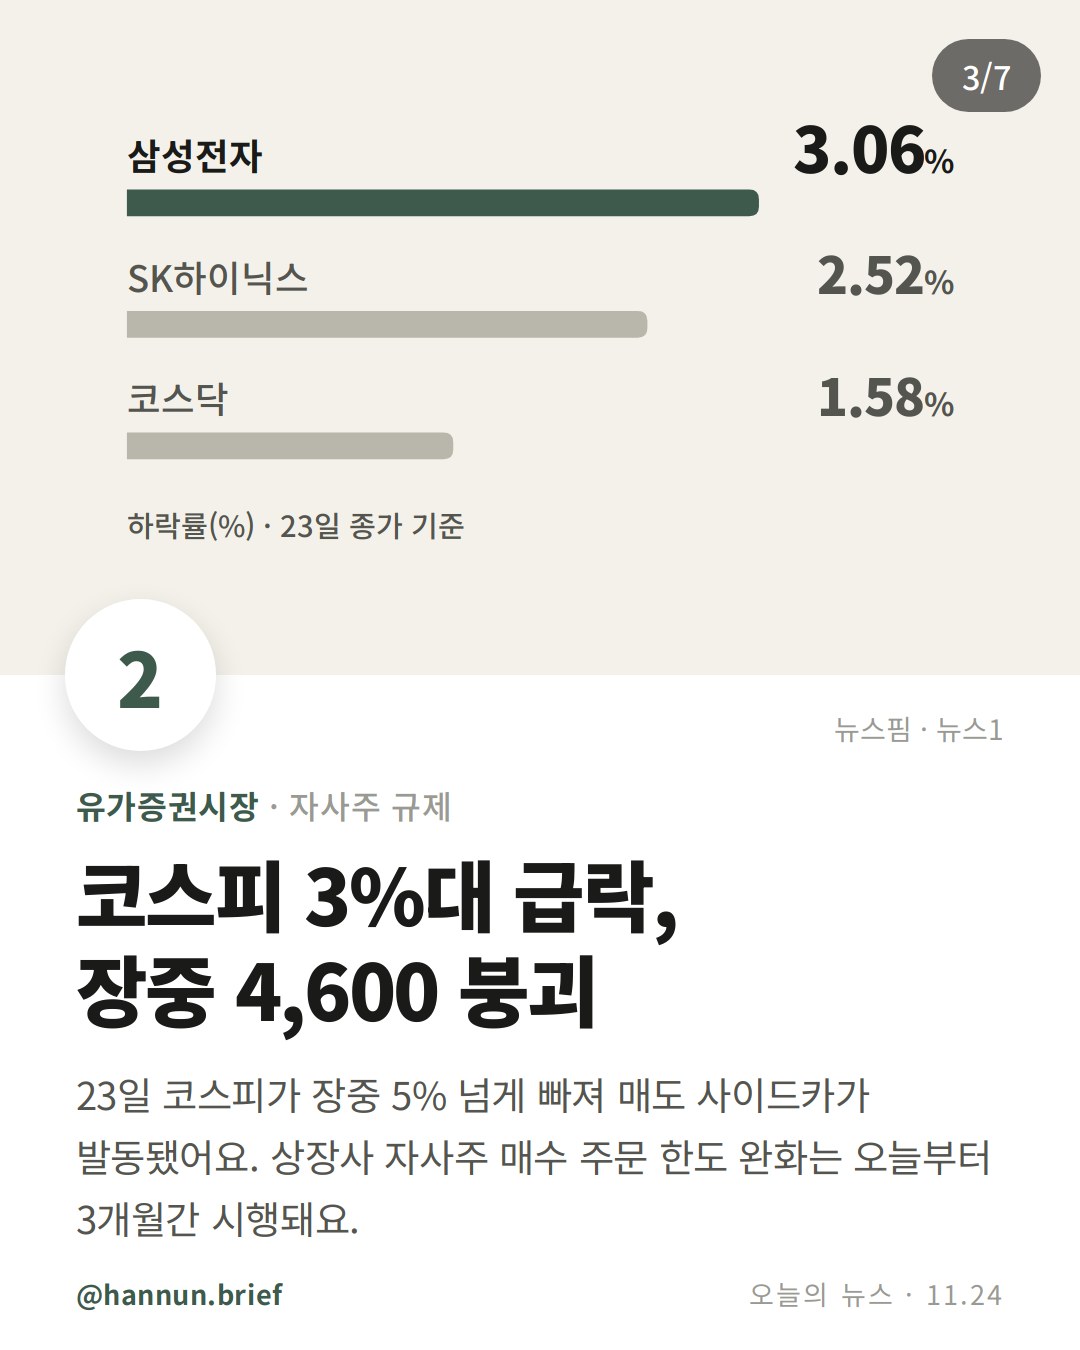 3/7
삼성전자 3.06%
SK하이닉스 2.52%
코스닥 1.58%
하락률(%) · 23일 종가 기준
2
뉴스핌 · 뉴스1
유가증권시장 · 자사주 규제
코스피 3%대 급락,
장중 4,600 붕괴
23일 코스피가 장중 5% 넘게 빠져 매도 사이드카가
발동됐어요. 상장사 자사주 매수 주문 한도 완화는 오늘부터
3개월간 시행돼요.
@hannun.brief
오늘의 뉴스 · 11.24